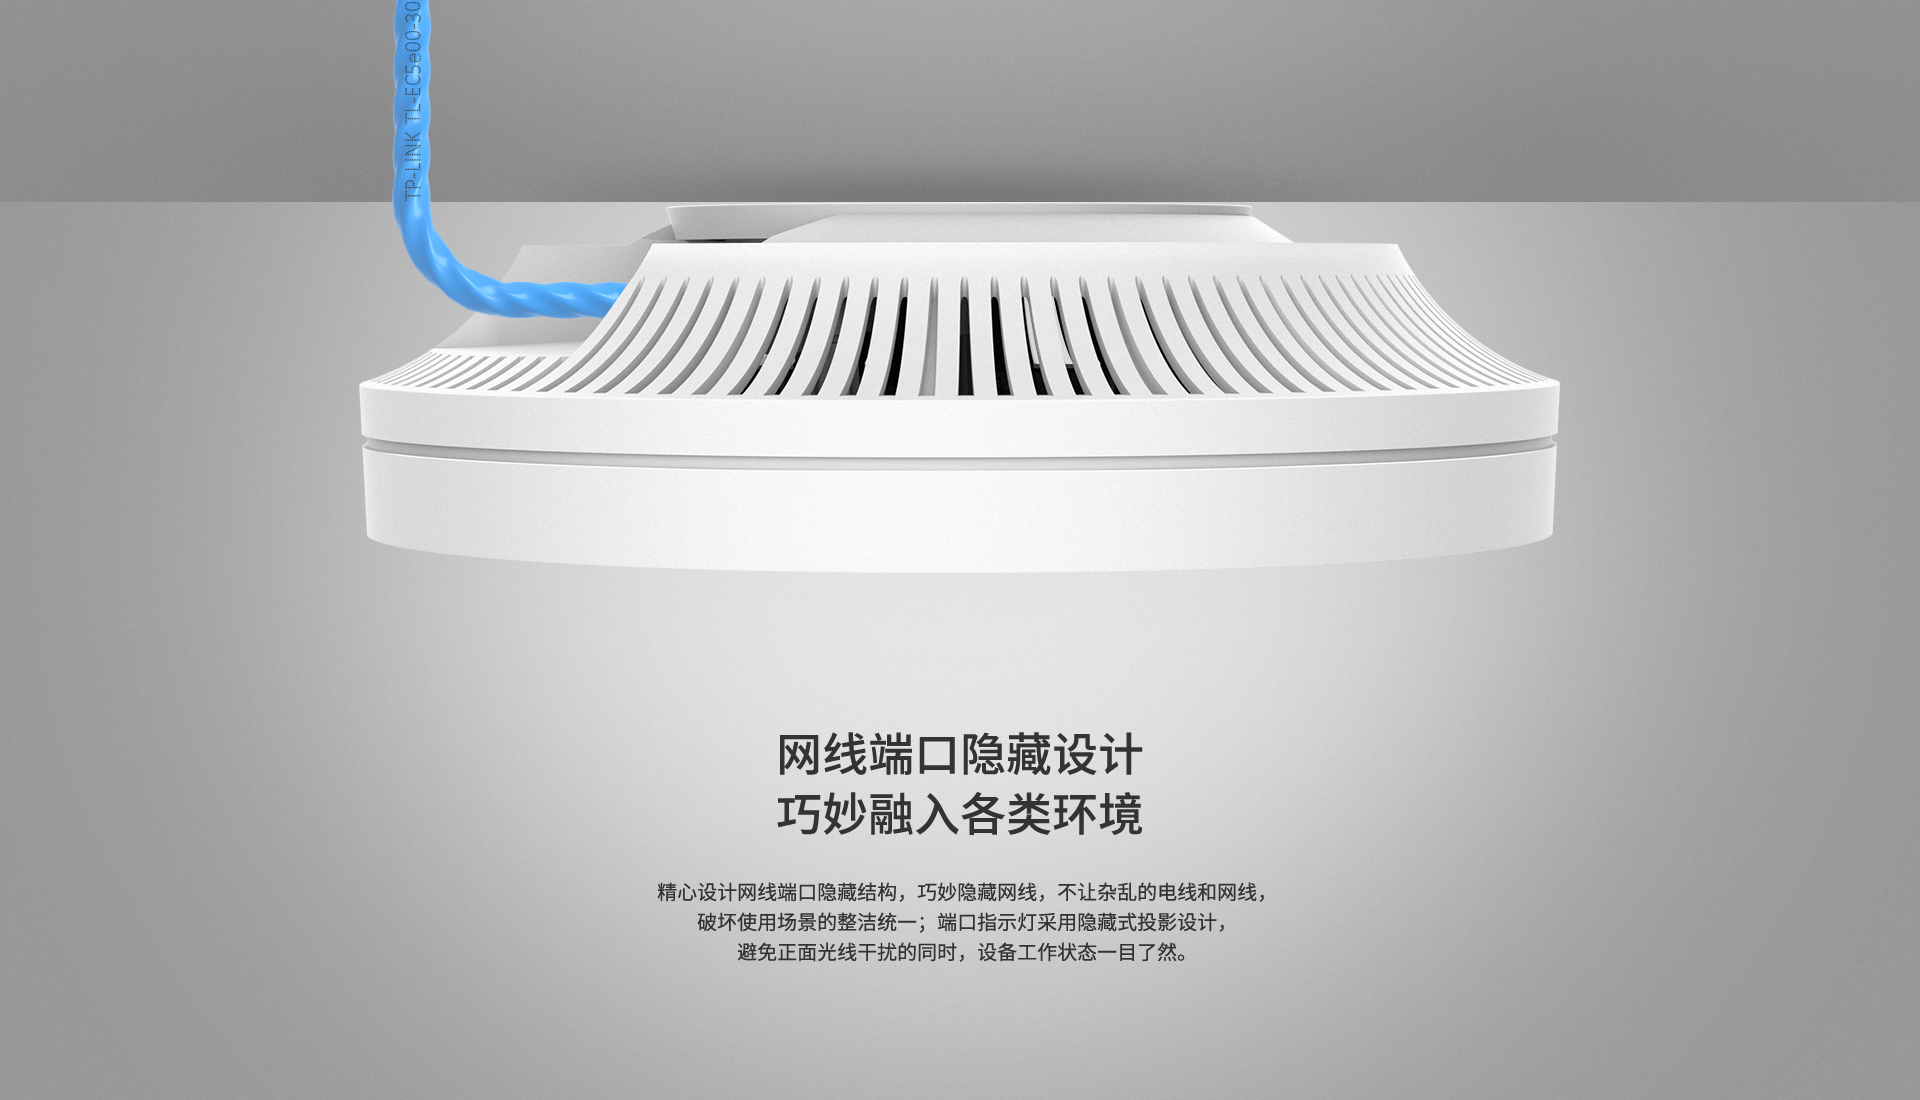 TP-LINK TL-EC5e00-30
网线端口隐藏设计
巧妙融入各类环境
精心设计网线端口隐藏结构，巧妙隐藏网线，不让杂乱的电线和网线，
破坏使用场景的整洁统一；端口指示灯采用隐藏式投影设计，
避免正面光线干扰的同时，设备工作状态一目了然。